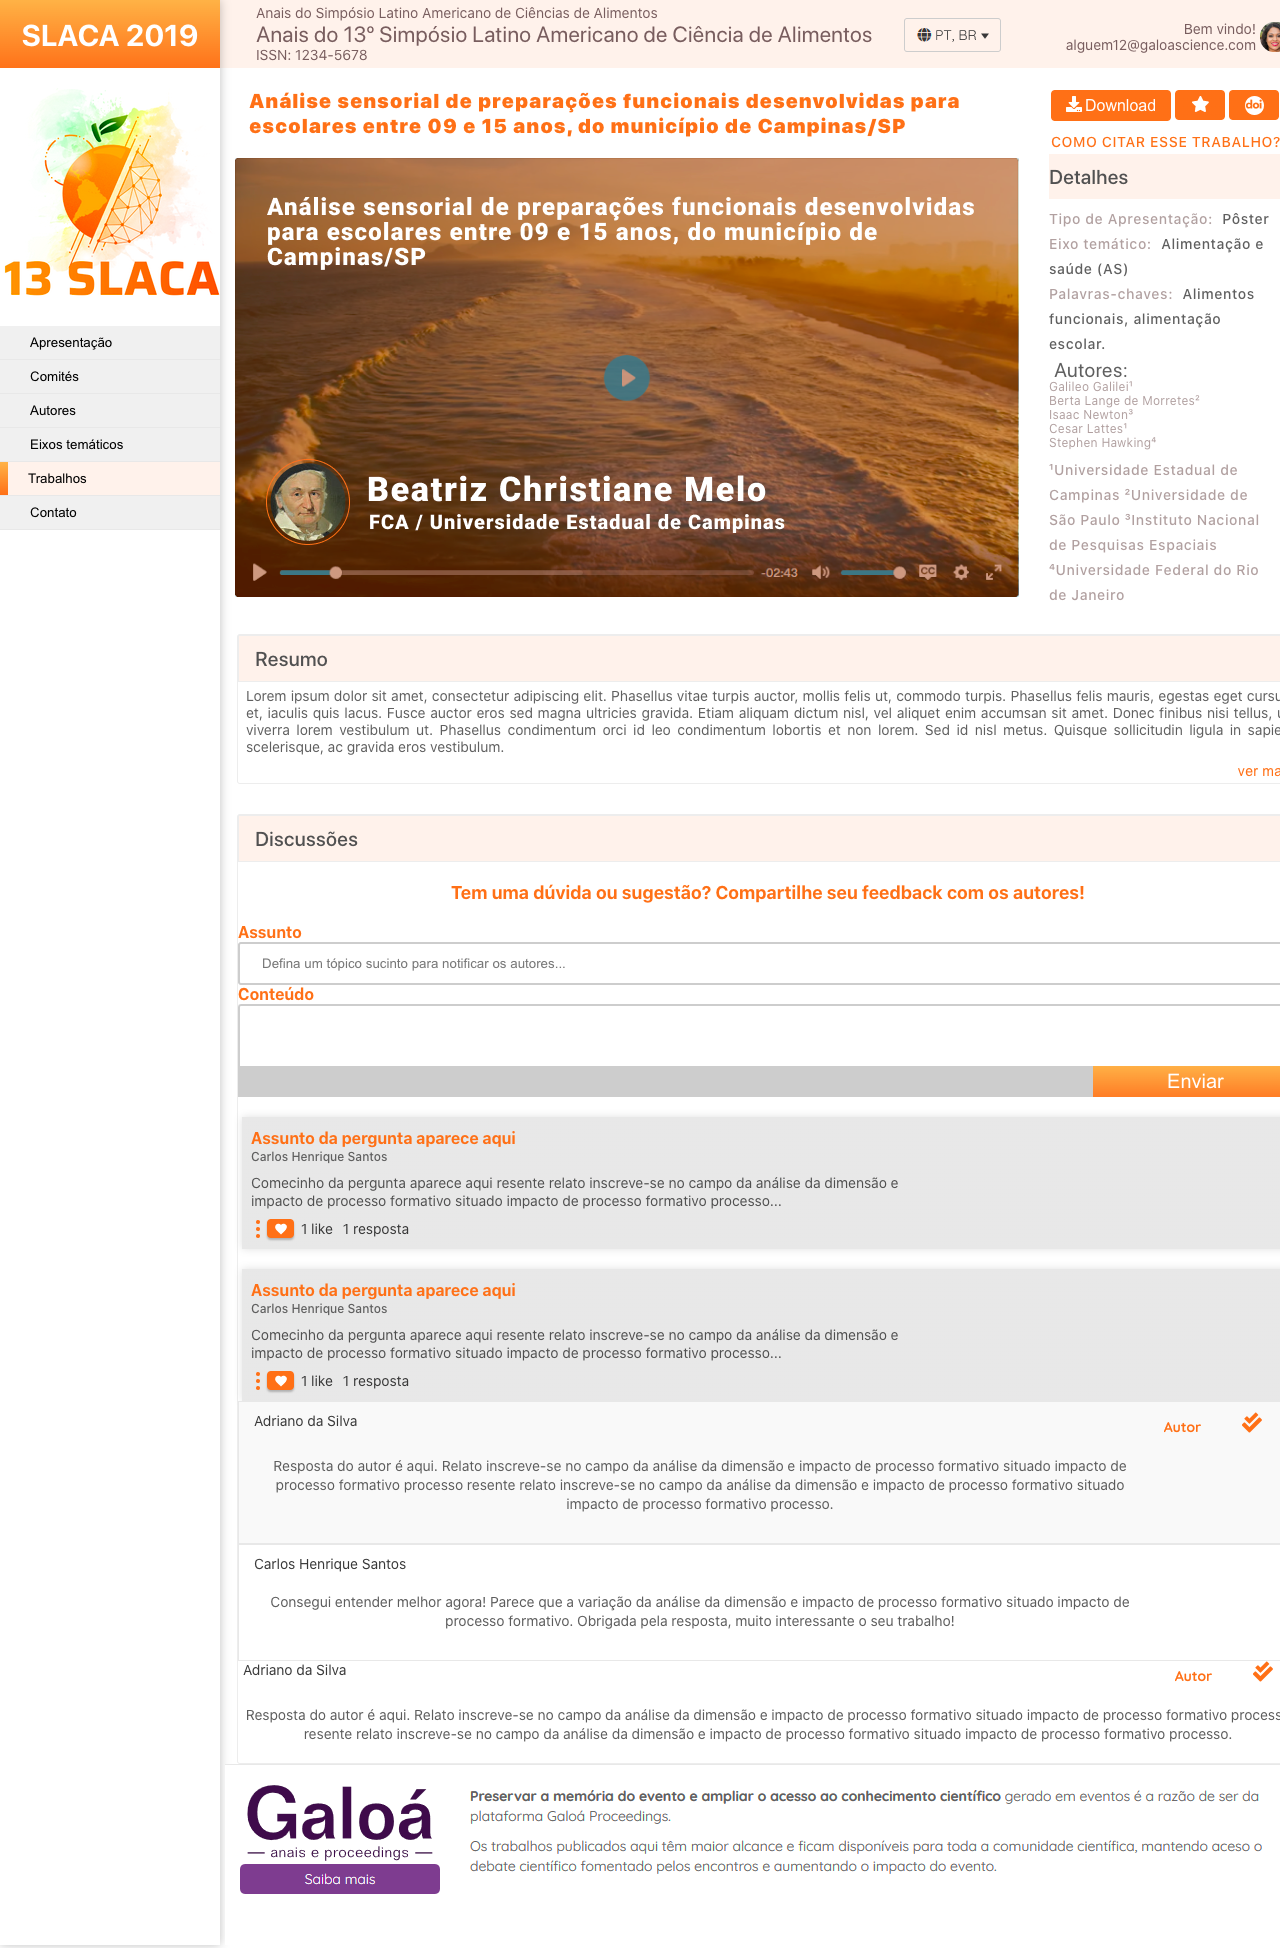 SLACA 2019
Anais do Simpósio Latino Americano de Ciências de Alimentos
Anais do 13º Simpósio Latino Americano de Ciência de Alimentos
ISSN: 1234-5678
PT, BR
Bem vindo!
alguem12@galoascience.com
13 SLACA
Apresentação
Comitês
Autores
Eixos temáticos
Trabalhos
Contato
Análise sensorial de preparações funcionais desenvolvidas para
escolares entre 09 e 15 anos, do município de Campinas/SP
Análise sensorial de preparações funcionais desenvolvidas
para escolares entre 09 e 15 anos, do município de
Campinas/SP
Beatriz Christiane Melo
FCA / Universidade Estadual de Campinas
-02:43
CC
Download
doi
COMO CITAR ESSE TRABALHO?
Detalhes
Tipo de Apresentação: Pôster
Eixo temático: Alimentação e
saúde (AS)
Palavras-chaves: Alimentos
funcionais, alimentação
escolar.
Autores:
Galileo Galilei¹
Berta Lange de Morretes²
Isaac Newton³
Cesar Lattes¹
Stephen Hawking⁴
¹Universidade Estadual de
Campinas ²Universidade de
São Paulo ³Instituto Nacional
de Pesquisas Espaciais
⁴Universidade Federal do Rio
de Janeiro
Resumo
Lorem ipsum dolor sit amet, consectetur adipiscing elit. Phasellus vitae turpis auctor, mollis felis ut, commodo turpis. Phasellus felis mauris, egestas eget cursu
et, iaculis quis lacus. Fusce auctor eros sed magna ultricies gravida. Etiam aliquam dictum nisl, vel aliquet enim accumsan sit amet. Donec finibus nisi tellus, u
viverra lorem vestibulum ut. Phasellus condimentum orci id leo condimentum lobortis et non lorem. Sed id nisl metus. Quisque sollicitudin ligula in sapie
scelerisque, ac gravida eros vestibulum.
ver ma
Discussões
Tem uma dúvida ou sugestão? Compartilhe seu feedback com os autores!
Assunto
Defina um tópico sucinto para notificar os autores...
Conteúdo
Enviar
Assunto da pergunta aparece aqui
Carlos Henrique Santos
Comecinho da pergunta aparece aqui resente relato inscreve-se no campo da análise da dimensão e
impacto de processo formativo situado impacto de processo formativo processo...
1 like 1 resposta
Assunto da pergunta aparece aqui
Carlos Henrique Santos
Comecinho da pergunta aparece aqui resente relato inscreve-se no campo da análise da dimensão e
impacto de processo formativo situado impacto de processo formativo processo...
1 like 1 resposta
Adriano da Silva
Autor
Resposta do autor é aqui. Relato inscreve-se no campo da análise da dimensão e impacto de processo formativo situado impacto de
processo formativo processo resente relato inscreve-se no campo da análise da dimensão e impacto de processo formativo situado
impacto de processo formativo processo.
Carlos Henrique Santos
Consegui entender melhor agora! Parece que a variação da análise da dimensão e impacto de processo formativo situado impacto de
processo formativo. Obrigada pela resposta, muito interessante o seu trabalho!
Adriano da Silva
Autor
Resposta do autor é aqui. Relato inscreve-se no campo da análise da dimensão e impacto de processo formativo situado impacto de processo formativo process
resente relato inscreve-se no campo da análise da dimensão e impacto de processo formativo situado impacto de processo formativo processo.
Galoá
anais e proceedings
Saiba mais
Preservar a memória do evento e ampliar o acesso ao conhecimento científico gerado em eventos é a razão de ser da
plataforma Galoá Proceedings.
Os trabalhos publicados aqui têm maior alcance e ficam disponíveis para toda a comunidade científica, mantendo aceso o
debate científico fomentado pelos encontros e aumentando o impacto do evento.